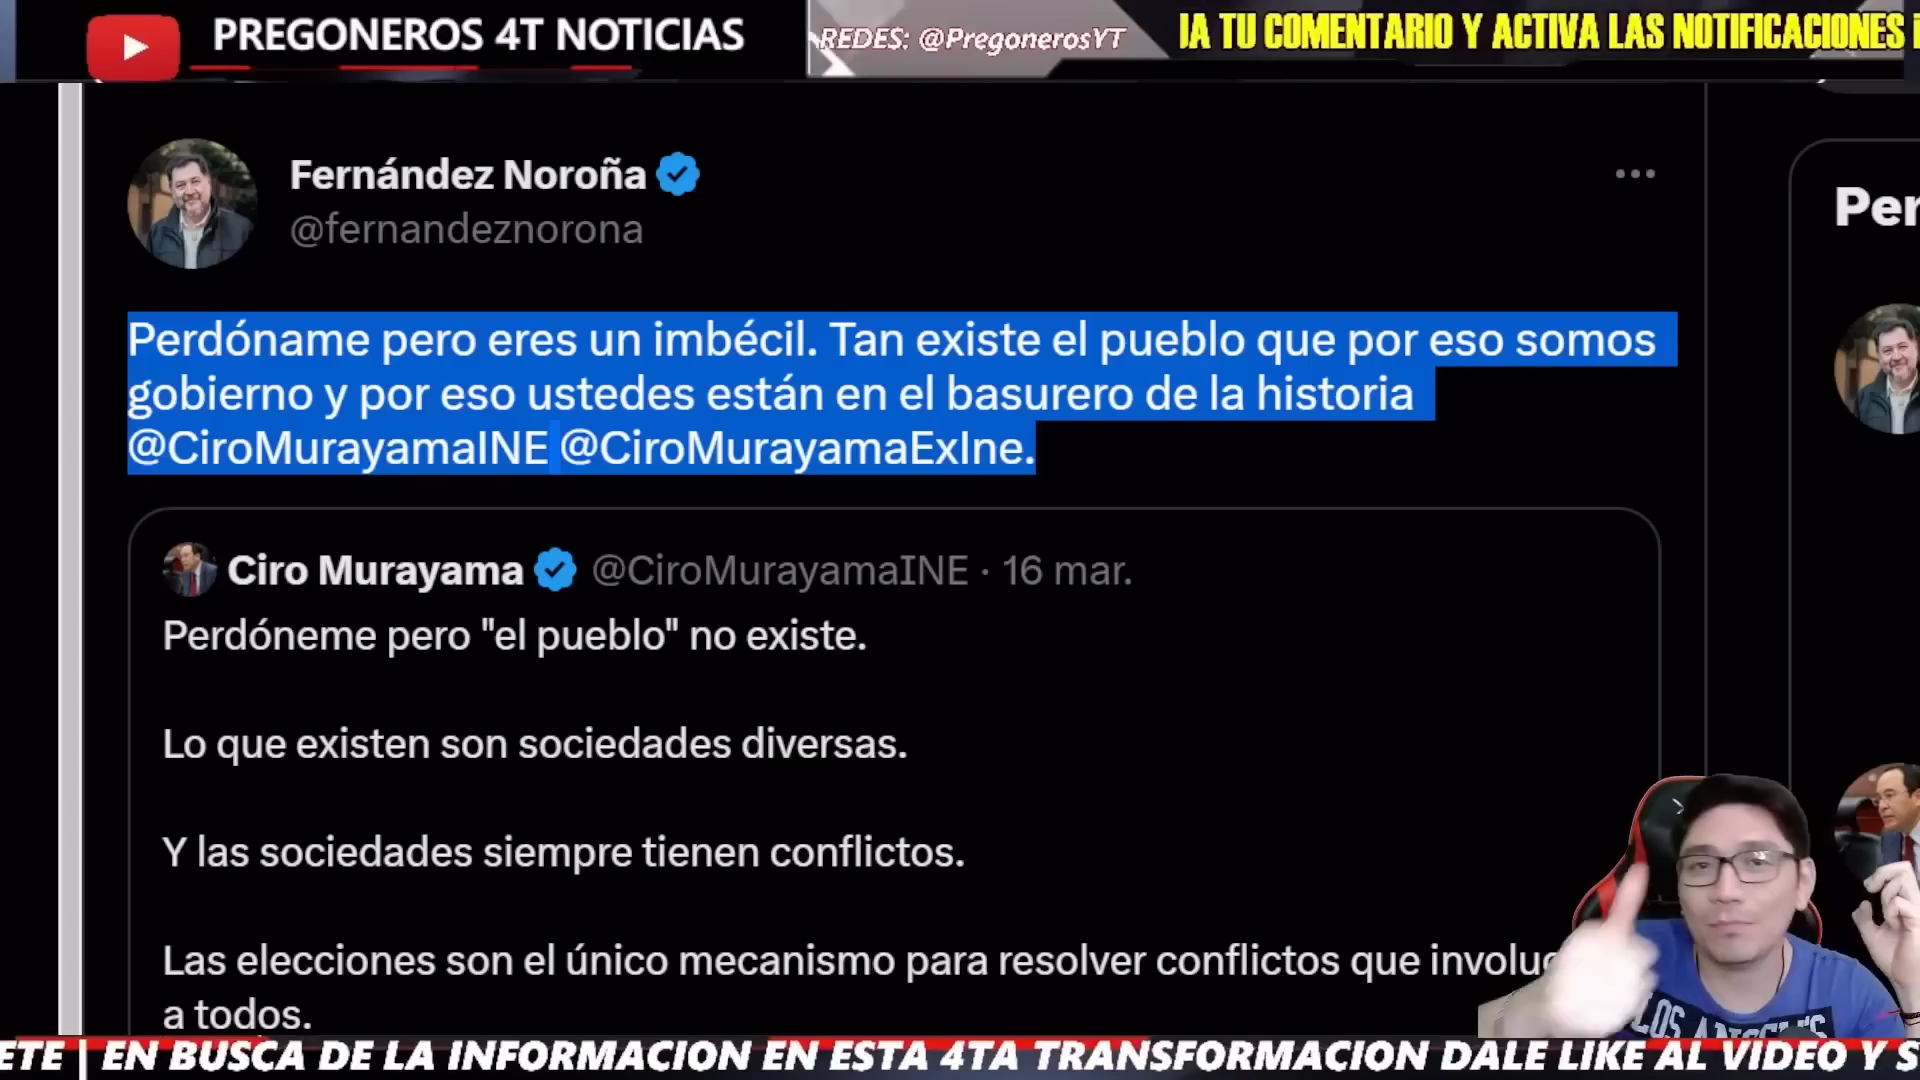 PREGONEROS 4T NOTICIAS
REDES: @PregonerosYT
JA TU COMENTARIO Y ACTIVA LAS NOTIFICACIONES
Fernández Noroña
@fernandeznorona
Perdóname pero eres un imbécil. Tan existe el pueblo que por eso somos
gobierno y por eso ustedes están en el basurero de la historia
@CiroMurayamaINE @CiroMurayamaExIne.
Ciro Murayama @CiroMurayamaINE · 16 mar.
Perdóneme pero "el pueblo" no existe.
Lo que existen son sociedades diversas.
Y las sociedades siempre tienen conflictos.
Las elecciones son el único mecanismo para resolver conflictos que involuc
a todos.
Per
LOS ANGELES
ETE | EN BUSCA DE LA INFORMACION EN ESTA 4TA TRANSFORMACION DALE LIKE AL VIDEO Y S